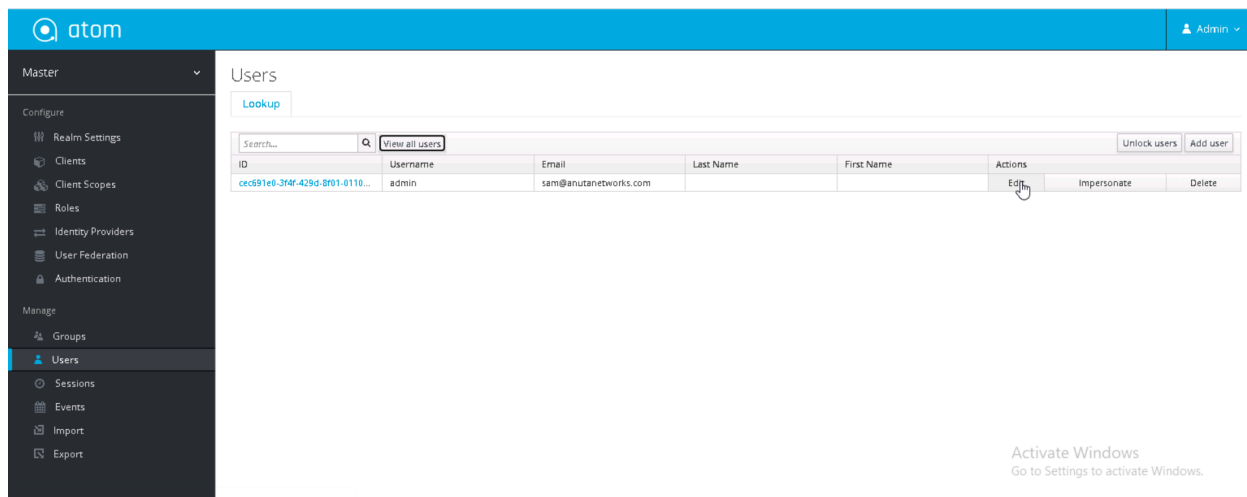 atom
Admin
Master
Users
Lookup
Configure
Realm Settings
Clients
Client Scopes
Roles
Identity Providers
User Federation
Authentication
Manage
Groups
Users
Sessions
Events
Import
Export
Search... View all users Unlock users Add user
ID Username Email Last Name First Name Actions
cec691e0-3f4f-429d-8f01-0110... admin sam@anutanetworks.com Edit Impersonate Delete
Activate Windows
Go to Settings to activate Windows.